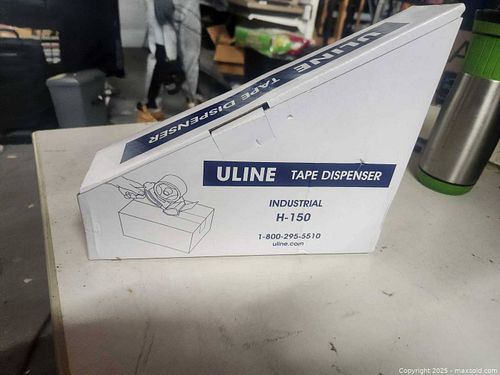 ULINE
TAPE DISPENSER
ULINE TAPE DISPENSER
INDUSTRIAL
H-150
1-800-295-5510
uline.com
Copyright 2025 - maxsold.com